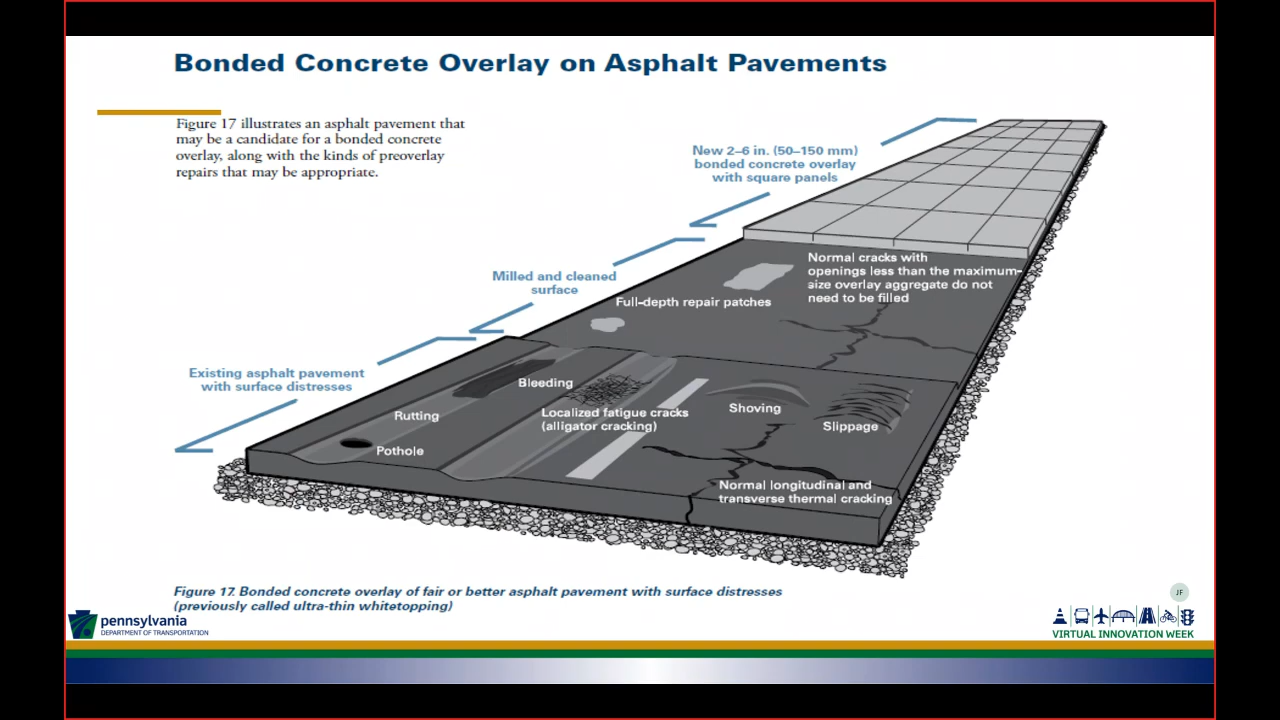 Bonded Concrete Overlay on Asphalt Pavements
Figure 17 illustrates an asphalt pavement that
may be a candidate for a bonded concrete
overlay, along with the kinds of preoverlay
repairs that may be appropriate.
New 2–6 in. (50–150 mm)
bonded concrete overlay
with square panels
Milled and cleaned
surface
Normal cracks with
openings less than the maximum-
size overlay aggregate do not
need to be filled
Full-depth repair patches
Existing asphalt pavement
with surface distresses
Bleeding
Rutting
Localized fatigue cracks
(alligator cracking)
Shoving
Slippage
Pothole
Normal longitudinal and
transverse thermal cracking
Figure 17. Bonded concrete overlay of fair or better asphalt pavement with surface distresses
(previously called ultra-thin whitetopping)
JF
pennsylvania
DEPARTMENT OF TRANSPORTATION
VIRTUAL INNOVATION WEEK